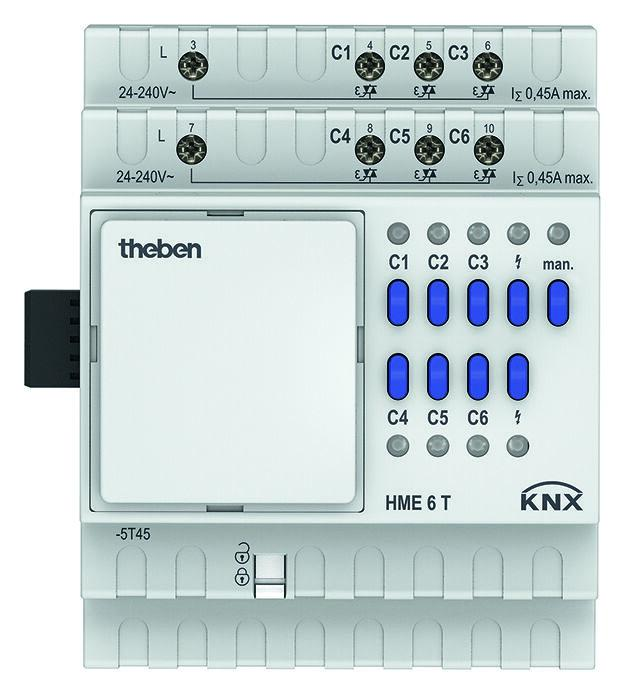 3 4 5 6
L C1 C2 C3
24-240V~ IΣ 0,45A max.
7 8 9 10
L C4 C5 C6
24-240V~ IΣ 0,45A max.
theben
C1 C2 C3 man.
C4 C5 C6
HME 6 T KNX
-5T45